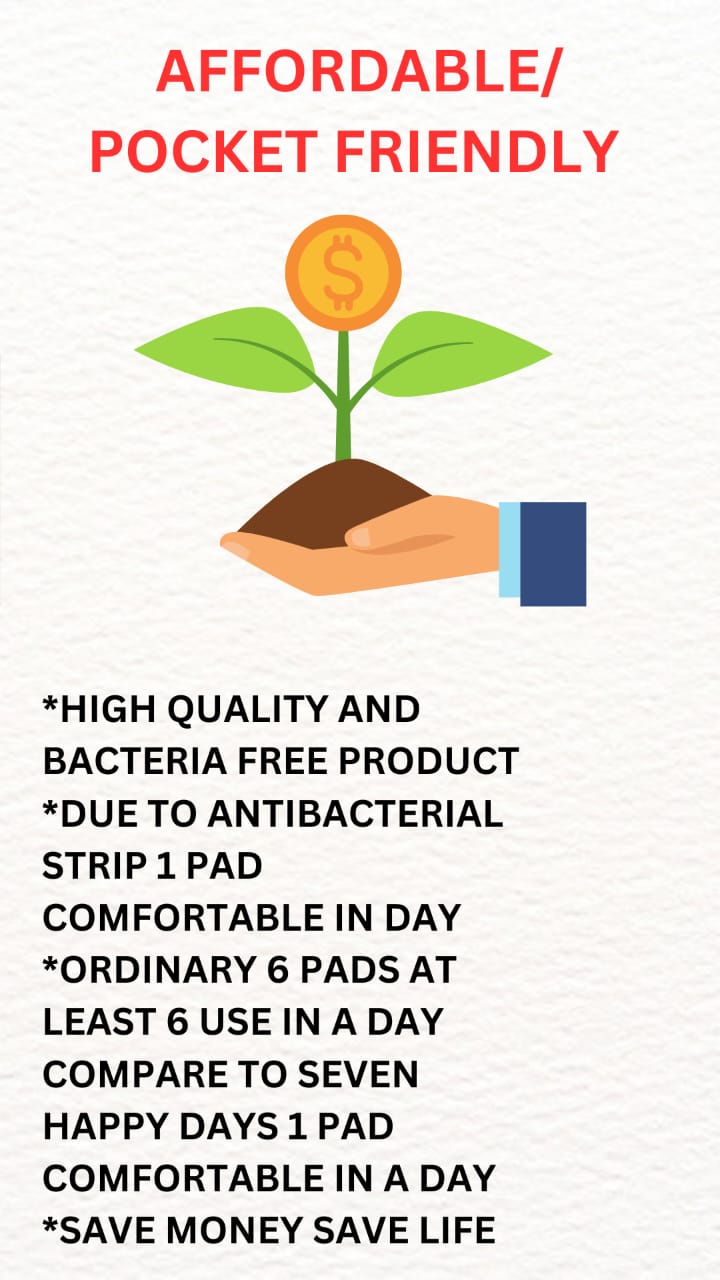 AFFORDABLE/
POCKET FRIENDLY
$
*HIGH QUALITY AND
BACTERIA FREE PRODUCT
*DUE TO ANTIBACTERIAL
STRIP 1 PAD
COMFORTABLE IN DAY
*ORDINARY 6 PADS AT
LEAST 6 USE IN A DAY
COMPARE TO SEVEN
HAPPY DAYS 1 PAD
COMFORTABLE IN A DAY
*SAVE MONEY SAVE LIFE